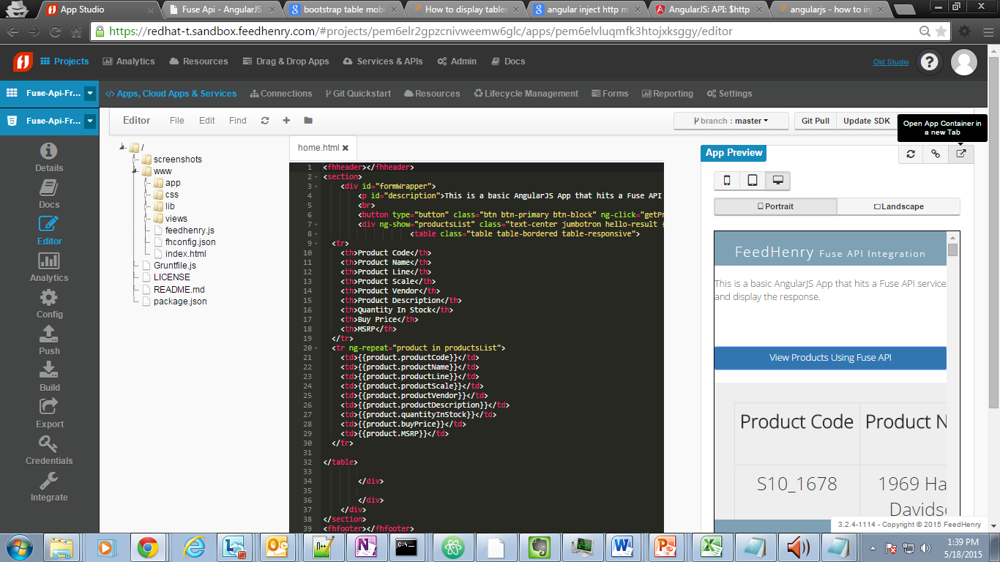 App Studio
Fuse Api - AngularJS
bootstrap table mob
How to display tables
angular inject http m
AngularJS: API: $http
angularjs - how to inj
https://redhat-t.sandbox.feedhenry.com/#projects/pem6elr2gpzcnivweemw6glc/apps/pem6elvluqmfk3htojxksggy/editor
Projects
Analytics
Resources
Drag & Drop Apps
Services & APIs
Admin
Docs
Old Studio
Fuse-Api-Fr...
Apps, Cloud Apps & Services
Connections
Git Quickstart
Resources
Lifecycle Management
Forms
Reporting
Settings
Fuse-Api-Fr...
Details
Docs
Editor
Analytics
Config
Push
Build
Export
Credentials
Integrate
Editor
File
Edit
Find
branch : master
Git Pull
Update SDK
Open App Container in
a new Tab
/
screenshots
www
app
css
lib
views
feedhenry.js
fhconfig.json
index.html
Gruntfile.js
LICENSE
README.md
package.json
home.html
1 <fhheader></fhheader>
2 <section>
3 <div id="formWrapper">
4 <p id="description">This is a basic AngularJS App that hits a Fuse API
5 <br>
6 <button type="button" class="btn btn-primary btn-block" ng-click="getPr
7 <div ng-show="productsList" class="text-center jumbotron hello-result {
8 <table class="table table-bordered table-responsive">
9 <tr>
10 <th>Product Code</th>
11 <th>Product Name</th>
12 <th>Product Line</th>
13 <th>Product Scale</th>
14 <th>Product Vendor</th>
15 <th>Product Description</th>
16 <th>Quantity In Stock</th>
17 <th>Buy Price</th>
18 <th>MSRP</th>
19 </tr>
20 <tr ng-repeat="product in productsList">
21 <td>{{product.productCode}}</td>
22 <td>{{product.productName}}</td>
23 <td>{{product.productLine}}</td>
24 <td>{{product.productScale}}</td>
25 <td>{{product.productVendor}}</td>
26 <td>{{product.productDescription}}</td>
27 <td>{{product.quantityInStock}}</td>
28 <td>{{product.buyPrice}}</td>
29 <td>{{product.MSRP}}</td>
30 </tr>
31
32 </table>
33
34 </div>
35
36 </div>
37 </div>
38 </section>
39 <fhfooter></fhfooter>
App Preview
Portrait
Landscape
FeedHenry Fuse API Integration
This is a basic AngularJS App that hits a Fuse API service
and display the response.
View Products Using Fuse API
Product Code
Product N
S10_1678
1969 Ha
Davidso
3.2.4-1114 - Copyright © 2015 FeedHenry
1:39 PM
5/18/2015